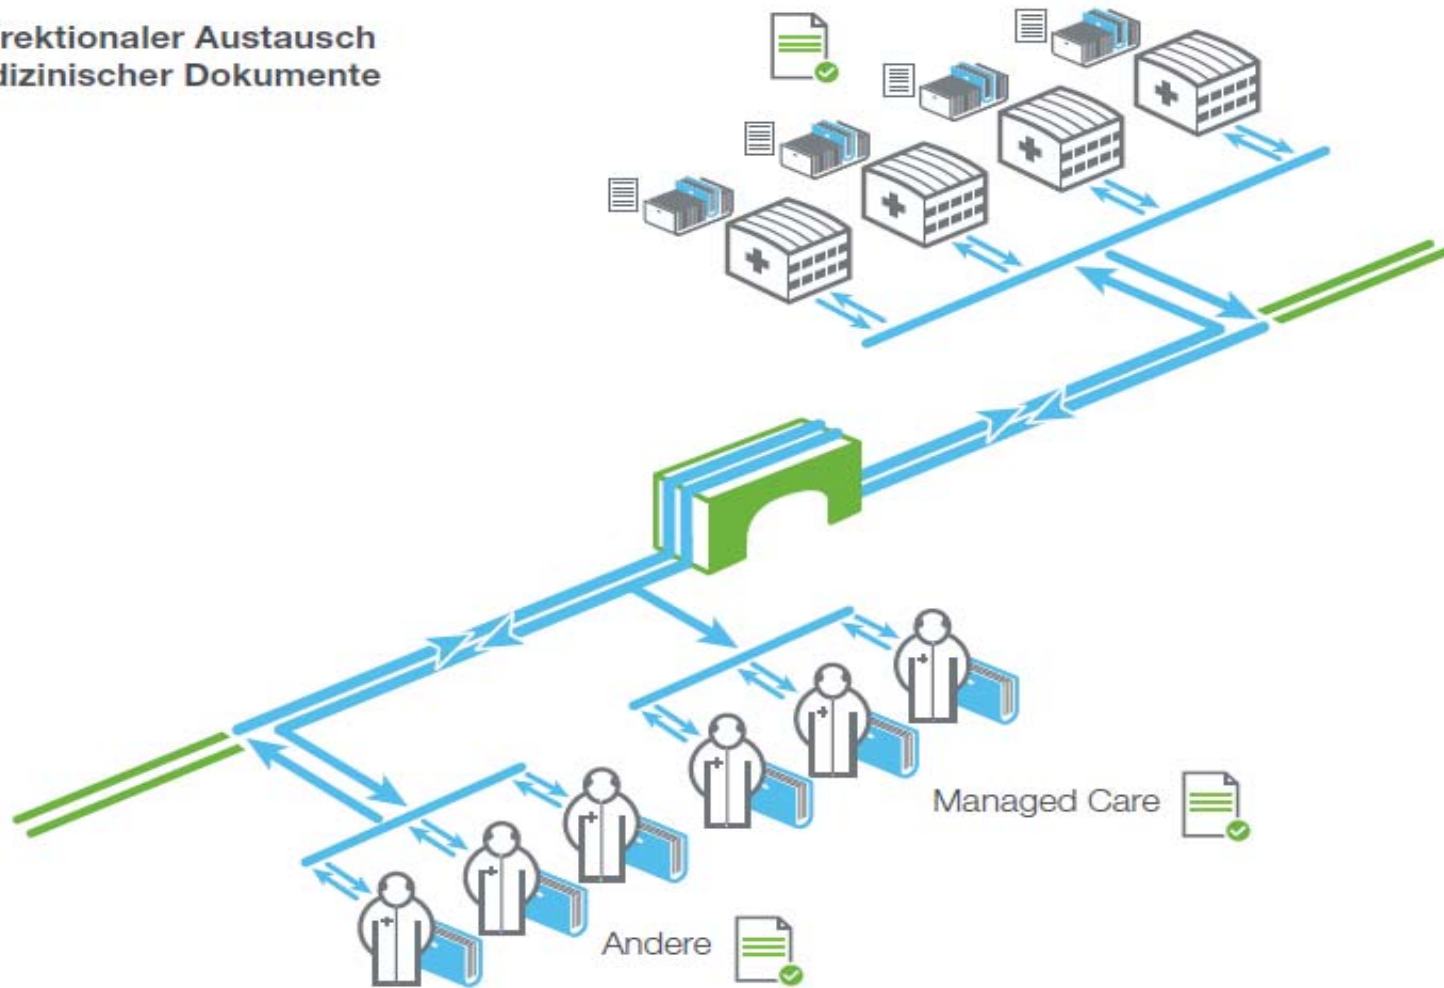 rektionaler Austausch
dizinischer Dokumente
Managed Care
Andere